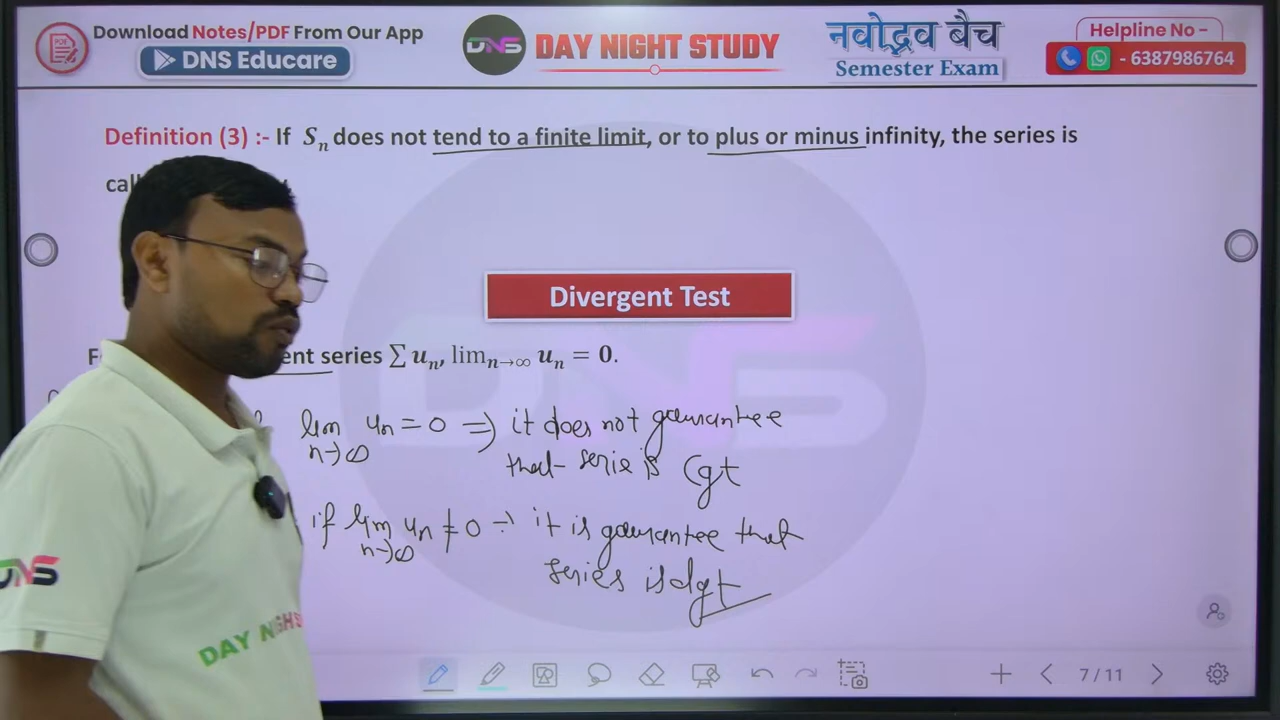 Download Notes/PDF From Our App
DNS Educare
DNS
DAY NIGHT STUDY
नवोद्भव बैच
Semester Exam
Helpline No -
- 6387986764
Definition (3) :- If Sₙ does not tend to a finite limit, or to plus or minus infinity, the series is
Divergent Test
series ∑ uₙ, limₙ→∞ uₙ = 0.
lim n→∞ uₙ = 0 ⇒ it does not gaurantee
that serie is Cgt
if lim n→∞ uₙ ≠ 0 → it is gaurantee that
series is dgt
DNS
DAY NIGHT
7/11